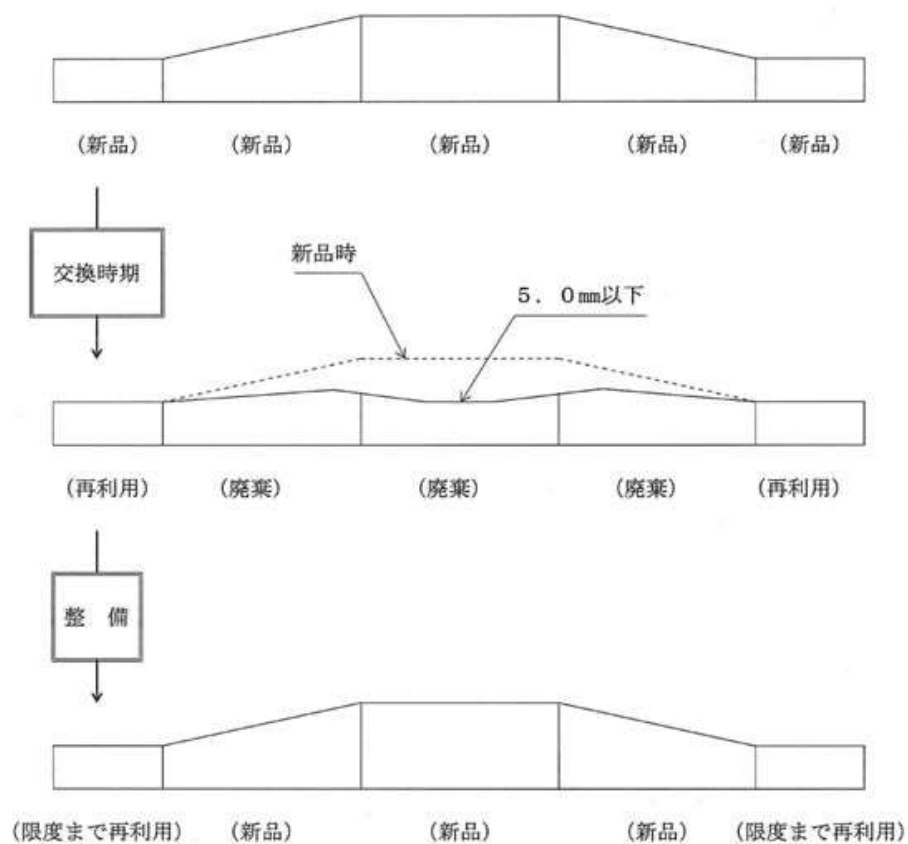 (新品) (新品) (新品) (新品) (新品)
交換時期
新品時
5.0㎜以下
(再利用) (廃棄) (廃棄) (廃棄) (再利用)
整 備
(限度まで再利用) (新品) (新品) (新品) (限度まで再利用)